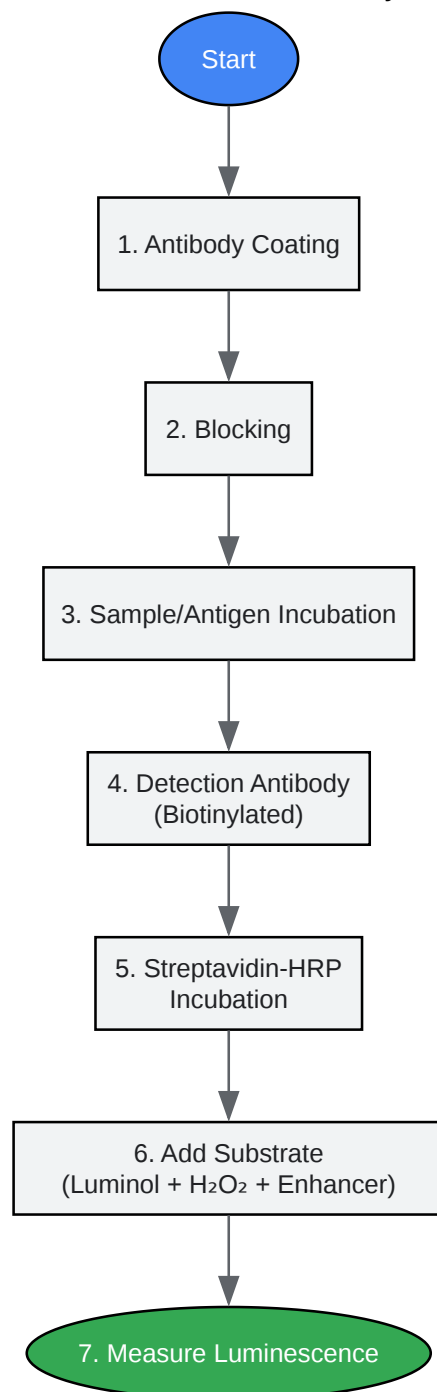 Start
1. Antibody Coating
2. Blocking
3. Sample/Antigen Incubation
4. Detection Antibody
(Biotinylated)
5. Streptavidin-HRP
Incubation
6. Add Substrate
(Luminol + H₂O₂ + Enhancer)
7. Measure Luminescence